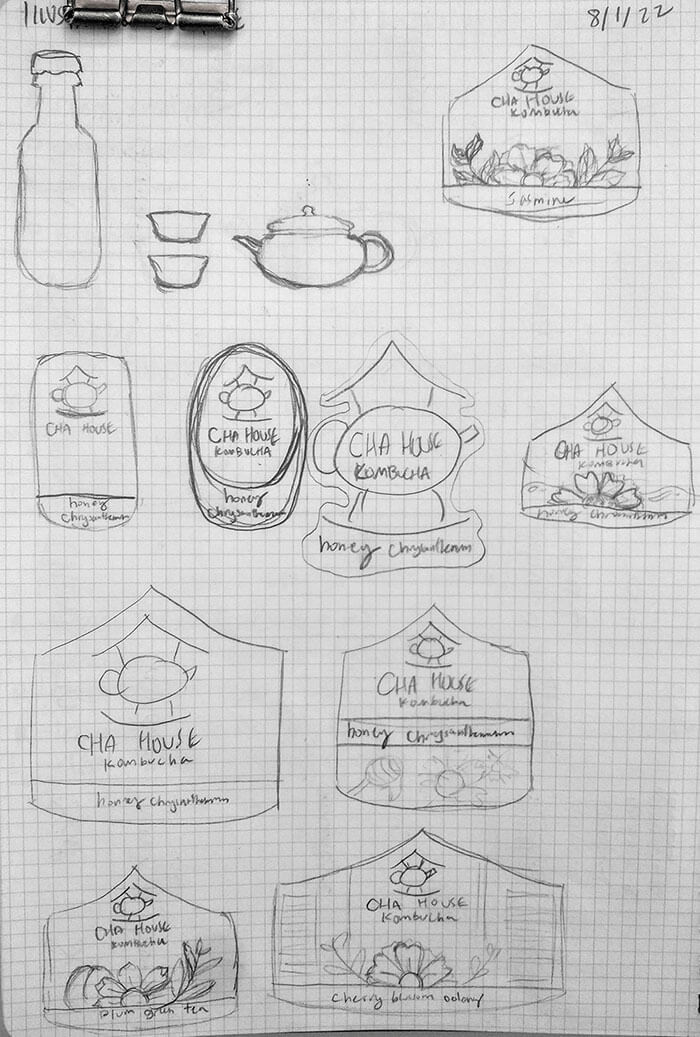 8/1/22
CHA HOUSE
Kombucha
Jasmine
CHA HOUSE
honey
Chrysanthemum
CHA HOUSE
KOMBUCHA
honey
Chrysanthemum
CHA HOUSE
KOMBUCHA
honey chrysanthemum
CHA HOUSE
Kombucha
honey chrysanthemum
CHA HOUSE
Kombucha
honey chrysanthemum
CHA HOUSE
Kombucha
honey Chrysanthemum
CHA HOUSE
Kombucha
Plum green tea
CHA HOUSE
Kombucha
Cherry blossom oolong